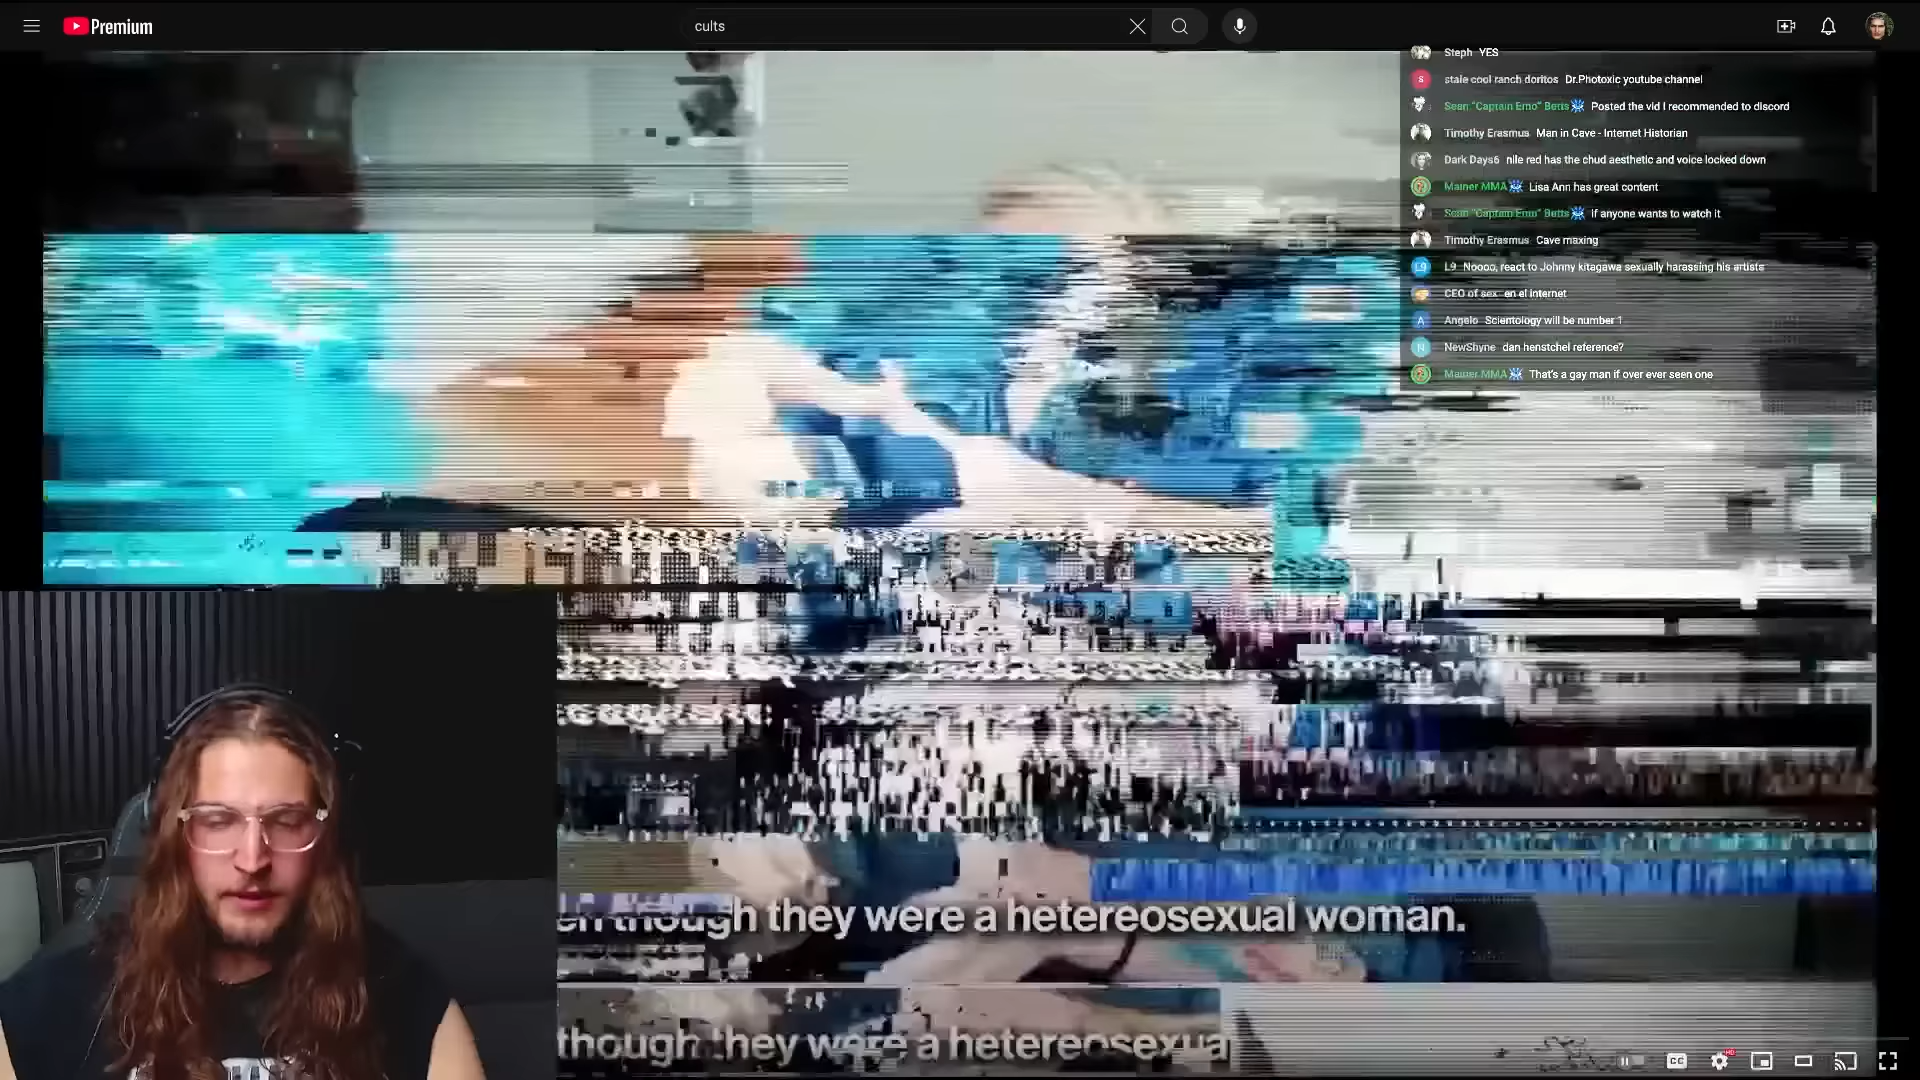 Premium
cults
Steph YES
S stale cool ranch doritos Dr.Photoxic youtube channel
Sean "Captain Emo" Betts Posted the vid I recommended to discord
Timothy Erasmus Man in Cave - Internet Historian
Dark Days6 nile red has the chud aesthetic and voice locked down
Mainer MMA Lisa Ann has great content
Sean "Captain Emo" Betts If anyone wants to watch it
Timothy Erasmus Cave maxing
L9 L9 Noooo, react to Johnny kitagawa sexually harassing his artists
CEO of sex en el internet
A Angelo Scientology will be number 1
N NewShyne dan henstchel reference?
Mainer MMA That's a gay man if over ever seen one
though they were a hetereosexual woman.
though they were a hetereosexua
CC HD